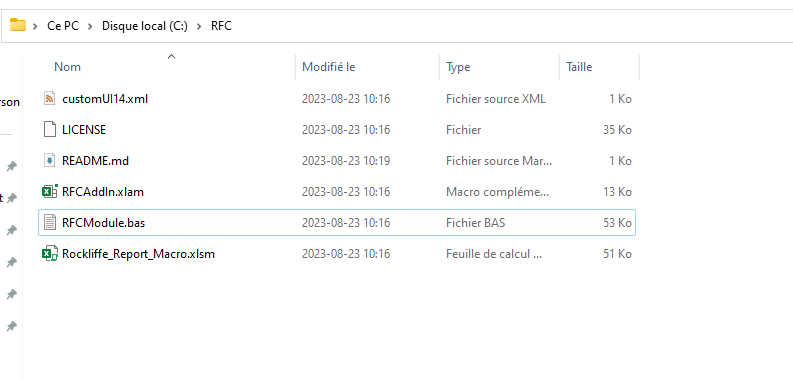 Ce PC > Disque local (C:) > RFC
Nom Modifié le Type Taille
customUI14.xml 2023-08-23 10:16 Fichier source XML 1 Ko
erson
LICENSE 2023-08-23 10:16 Fichier 35 Ko
README.md 2023-08-23 10:19 Fichier source Mar... 1 Ko
t RFCAddIn.xlam 2023-08-23 10:16 Macro compléme... 13 Ko
RFCModule.bas 2023-08-23 10:16 Fichier BAS 53 Ko
Rockliffe_Report_Macro.xlsm 2023-08-23 10:16 Feuille de calcul ... 51 Ko